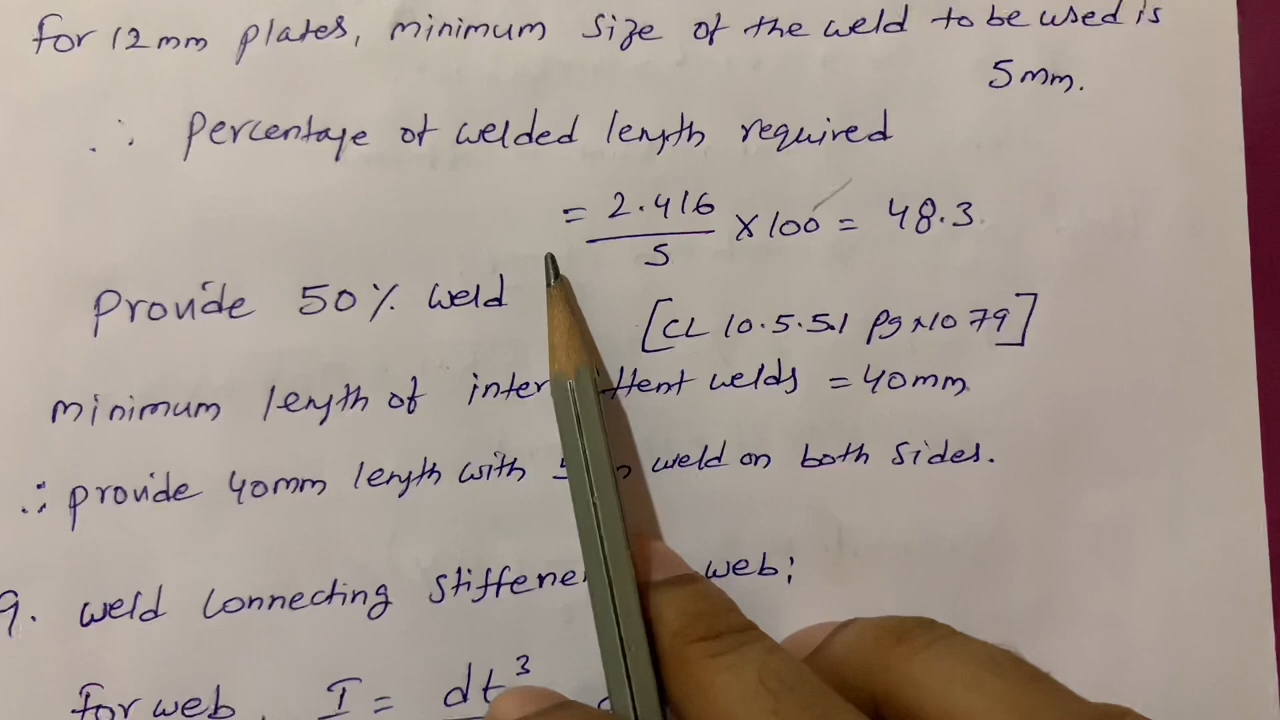 for 12mm plates, minimum size of the weld to be used is
5mm.
∴ Percentage of welded length required
= 2.416/5 × 100 = 48.3
Provide 50% weld
[CL 10.5.5.1 Pg no 79]
minimum length of inter ttent welds = 40mm
∴ provide 40mm length with weld on both sides.
9. weld connecting stiffene web;
for web, I = dt³